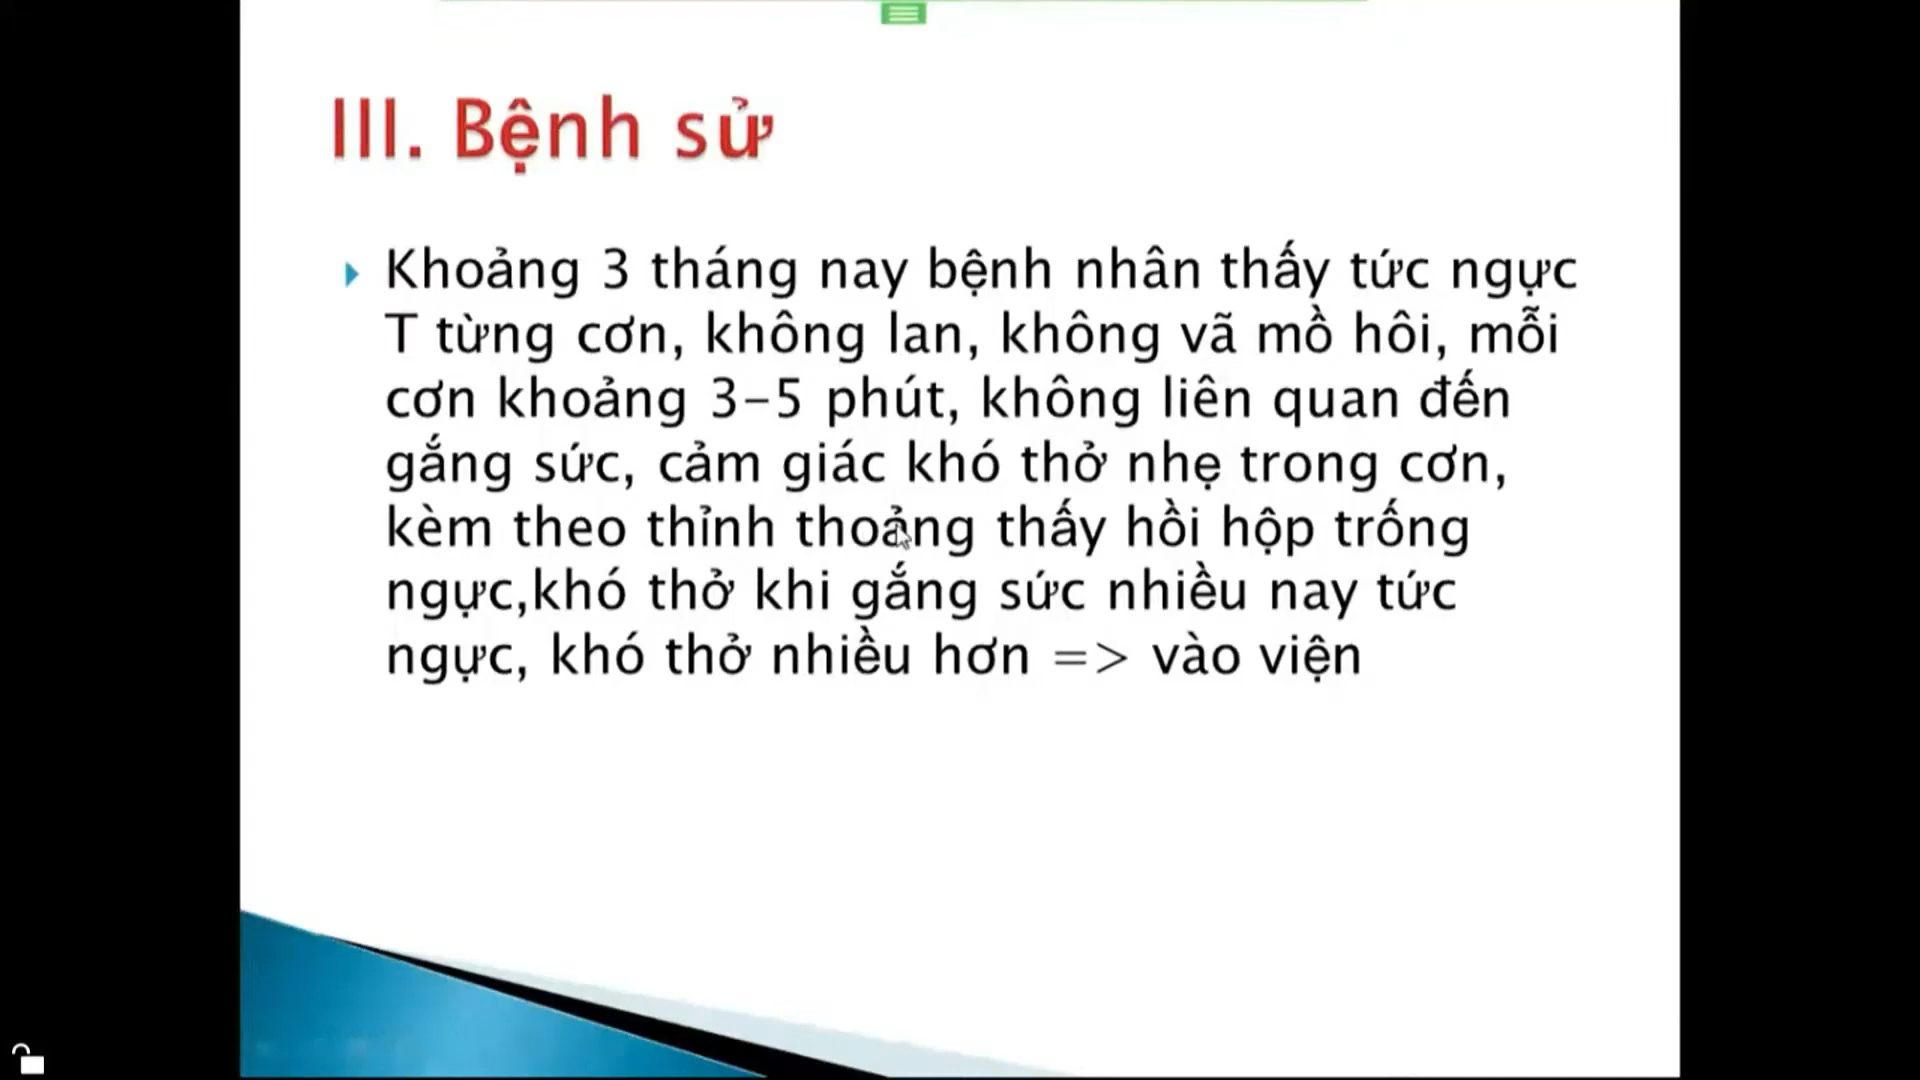 III. Bệnh sử
Khoảng 3 tháng nay bệnh nhân thấy tức ngực
T từng cơn, không lan, không vã mồ hôi, mỗi
cơn khoảng 3-5 phút, không liên quan đến
gắng sức, cảm giác khó thở nhẹ trong cơn,
kèm theo thỉnh thoảng thấy hồi hộp trống
ngực,khó thở khi gắng sức nhiều nay tức
ngực, khó thở nhiều hơn => vào viện